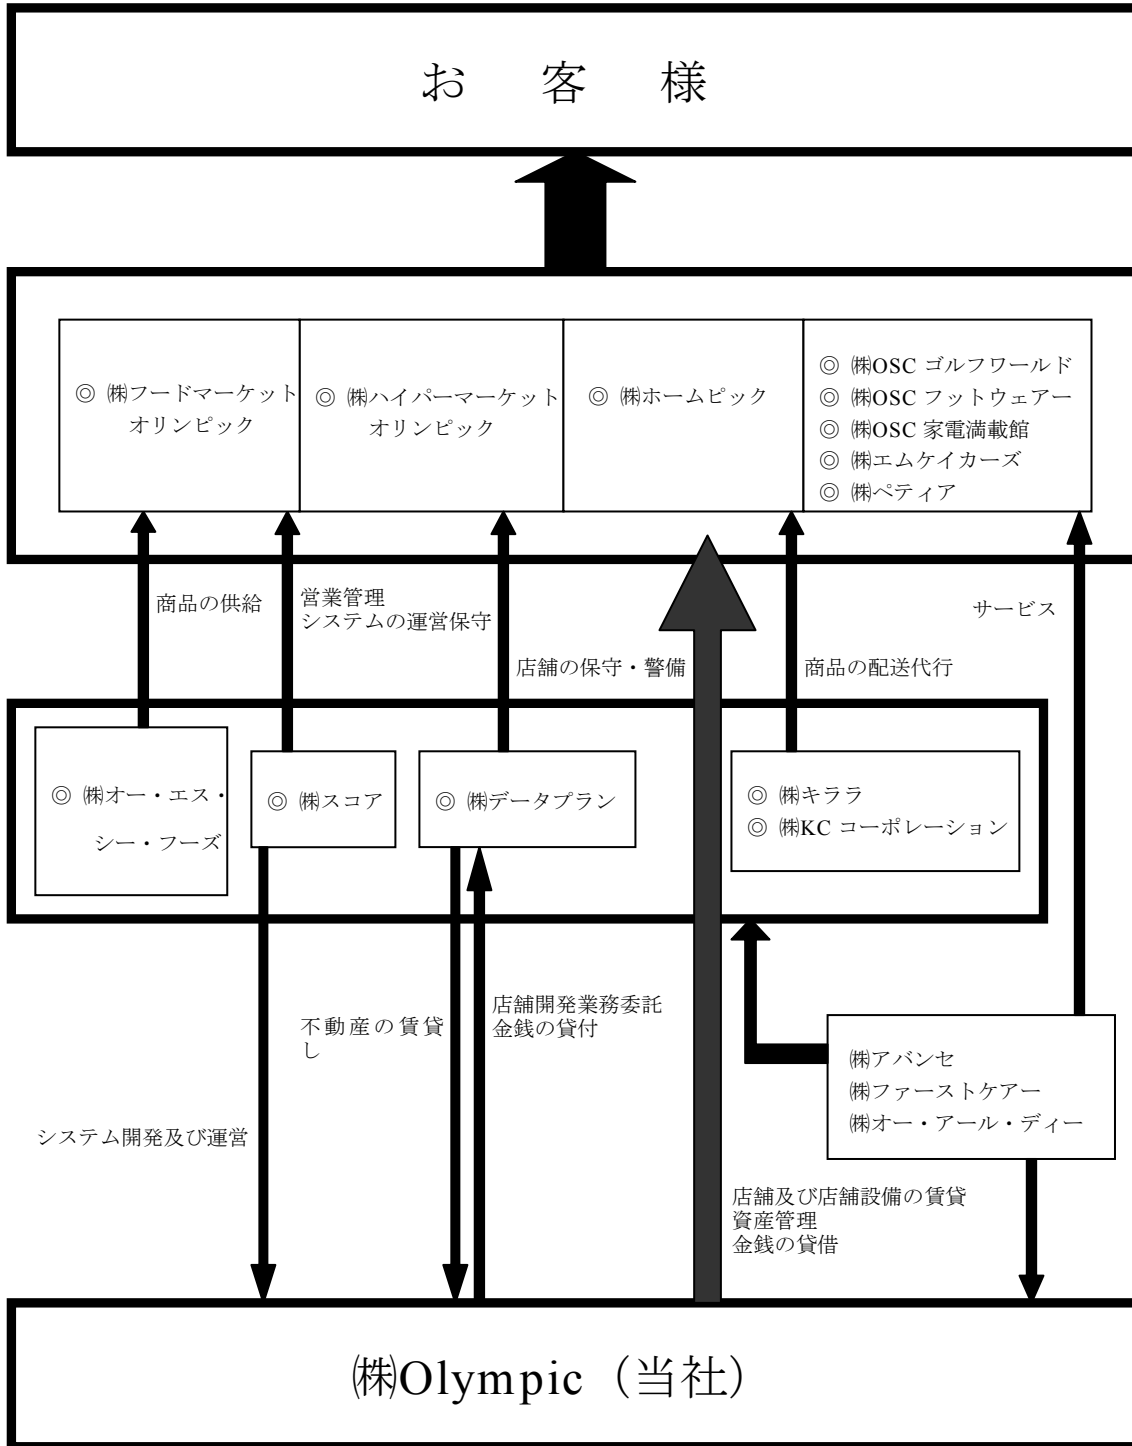 お 客 様
◎ ㈱フードマーケット
オリンピック
◎ ㈱ハイパーマーケット
オリンピック
◎ ㈱ホームピック
◎ ㈱OSC ゴルフワールド
◎ ㈱OSC フットウェアー
◎ ㈱OSC 家電満載館
◎ ㈱エムケイカーズ
◎ ㈱ペティア
商品の供給
営業管理
システムの運営保守
店舗の保守・警備
商品の配送代行
サービス
◎ ㈱オー・エス・
シー・フーズ
◎ ㈱スコア
◎ ㈱データプラン
◎ ㈱キララ
◎ ㈱KC コーポレーション
システム開発及び運営
不動産の賃貸
し
店舗開発業務委託
金銭の貸付
㈱アバンセ
㈱ファーストケアー
㈱オー・アール・ディー
店舗及び店舗設備の賃貸
資産管理
金銭の貸借
㈱Olympic（当社）